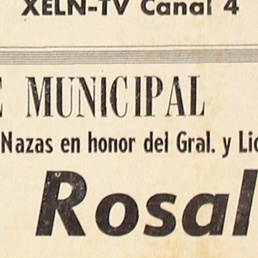 XELN-TV Canal 4
MUNICIPAL
Nazas en honor del Gral. y Lic
Rosal